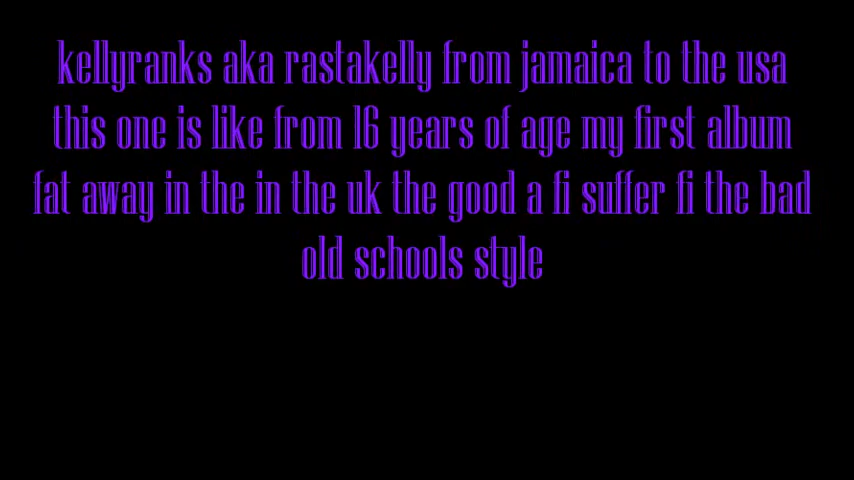 kellyranks aka rastakelly from jamaica to the usa
this one is like from 16 years of age my first album
fat away in the in the uk the good a fi suffer fi the bad
old schools style